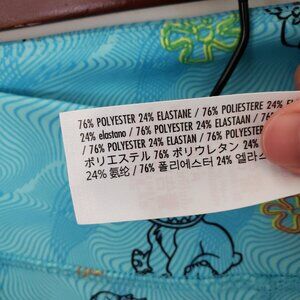 76% POLYESTER 24% ELASTANE / 76% POLIESTERE
24% elastano / 76% POLYESTER 24% ELASTAAN / 76%
/ 76% POLYESTER 24% ELASTAN / 76%
ポリエステル 76% ポリウレタン 24%
24% 氨纶 / 76% 폴리에스터 24% 엘라스